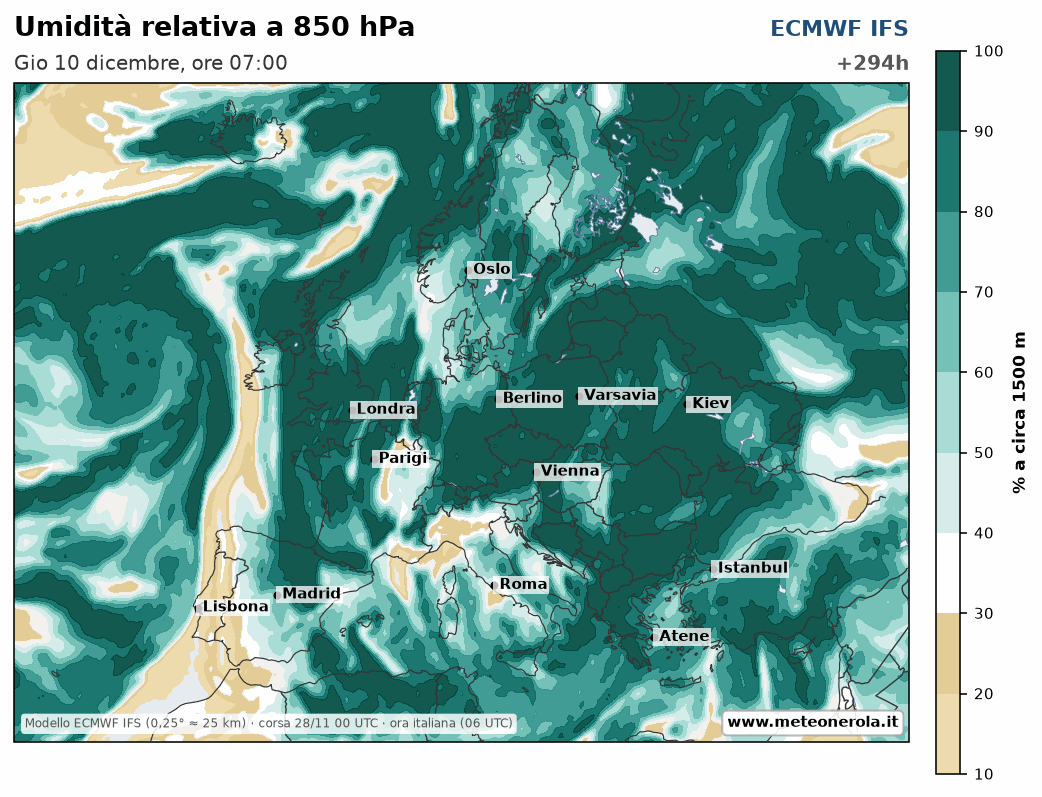 Umidità relativa a 850 hPa
ECMWF IFS
Gio 10 dicembre, ore 07:00
+294h
100
90
80
70
60
50
40
30
20
10
% a circa 1500 m
Oslo
Londra
Berlino
Varsavia
Kiev
Parigi
Vienna
Istanbul
Madrid
Roma
Lisbona
Atene
Modello ECMWF IFS (0,25° ≈ 25 km) · corsa 28/11 00 UTC · ora italiana (06 UTC)
www.meteonerola.it